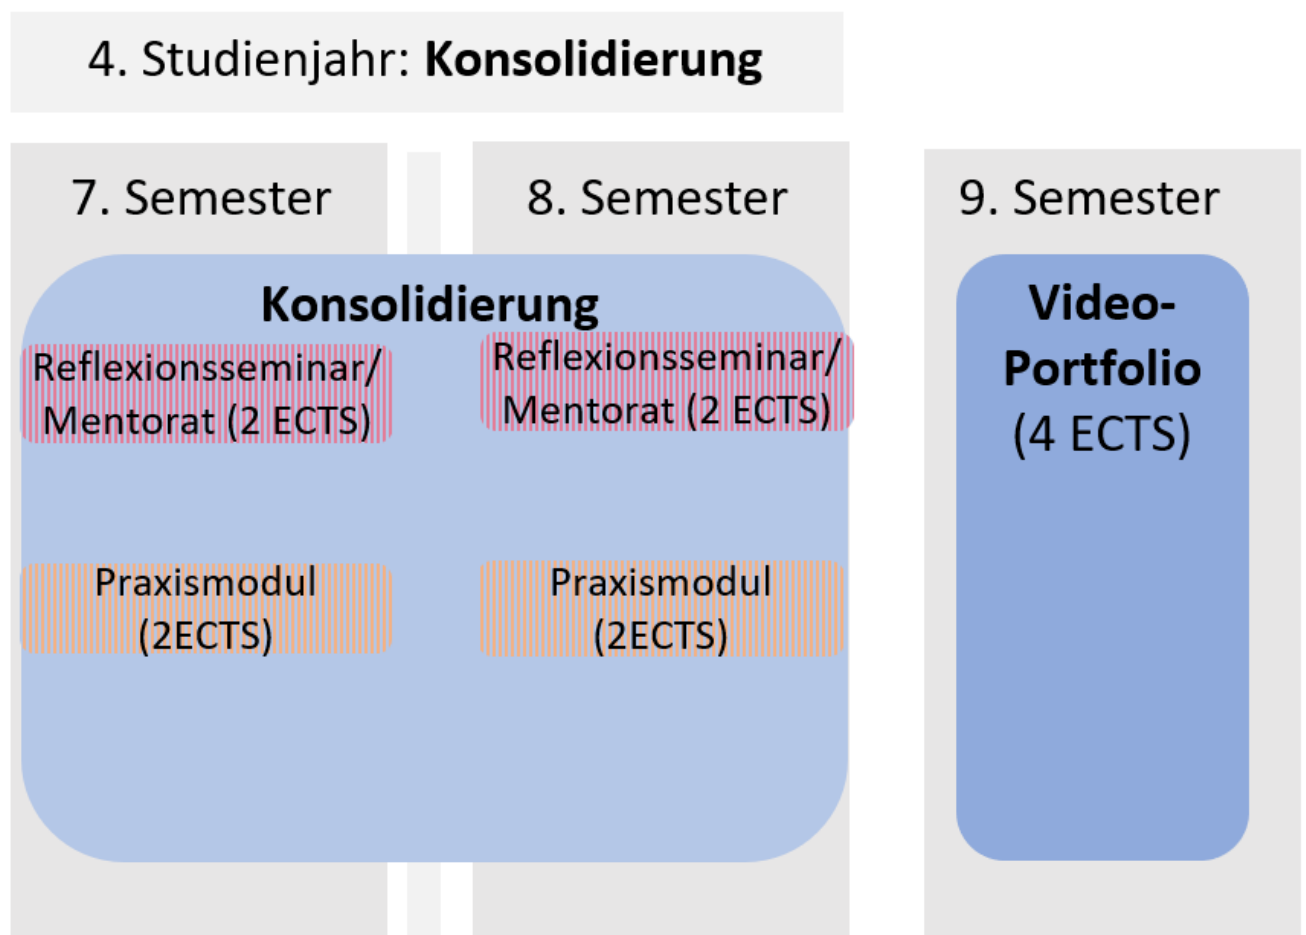 4. Studienjahr: Konsolidierung
7. Semester
8. Semester
9. Semester
Konsolidierung
Reflexionsseminar/
Mentorat (2 ECTS)
Reflexionsseminar/
Mentorat (2 ECTS)
Praxismodul
(2ECTS)
Praxismodul
(2ECTS)
Video-
Portfolio
(4 ECTS)